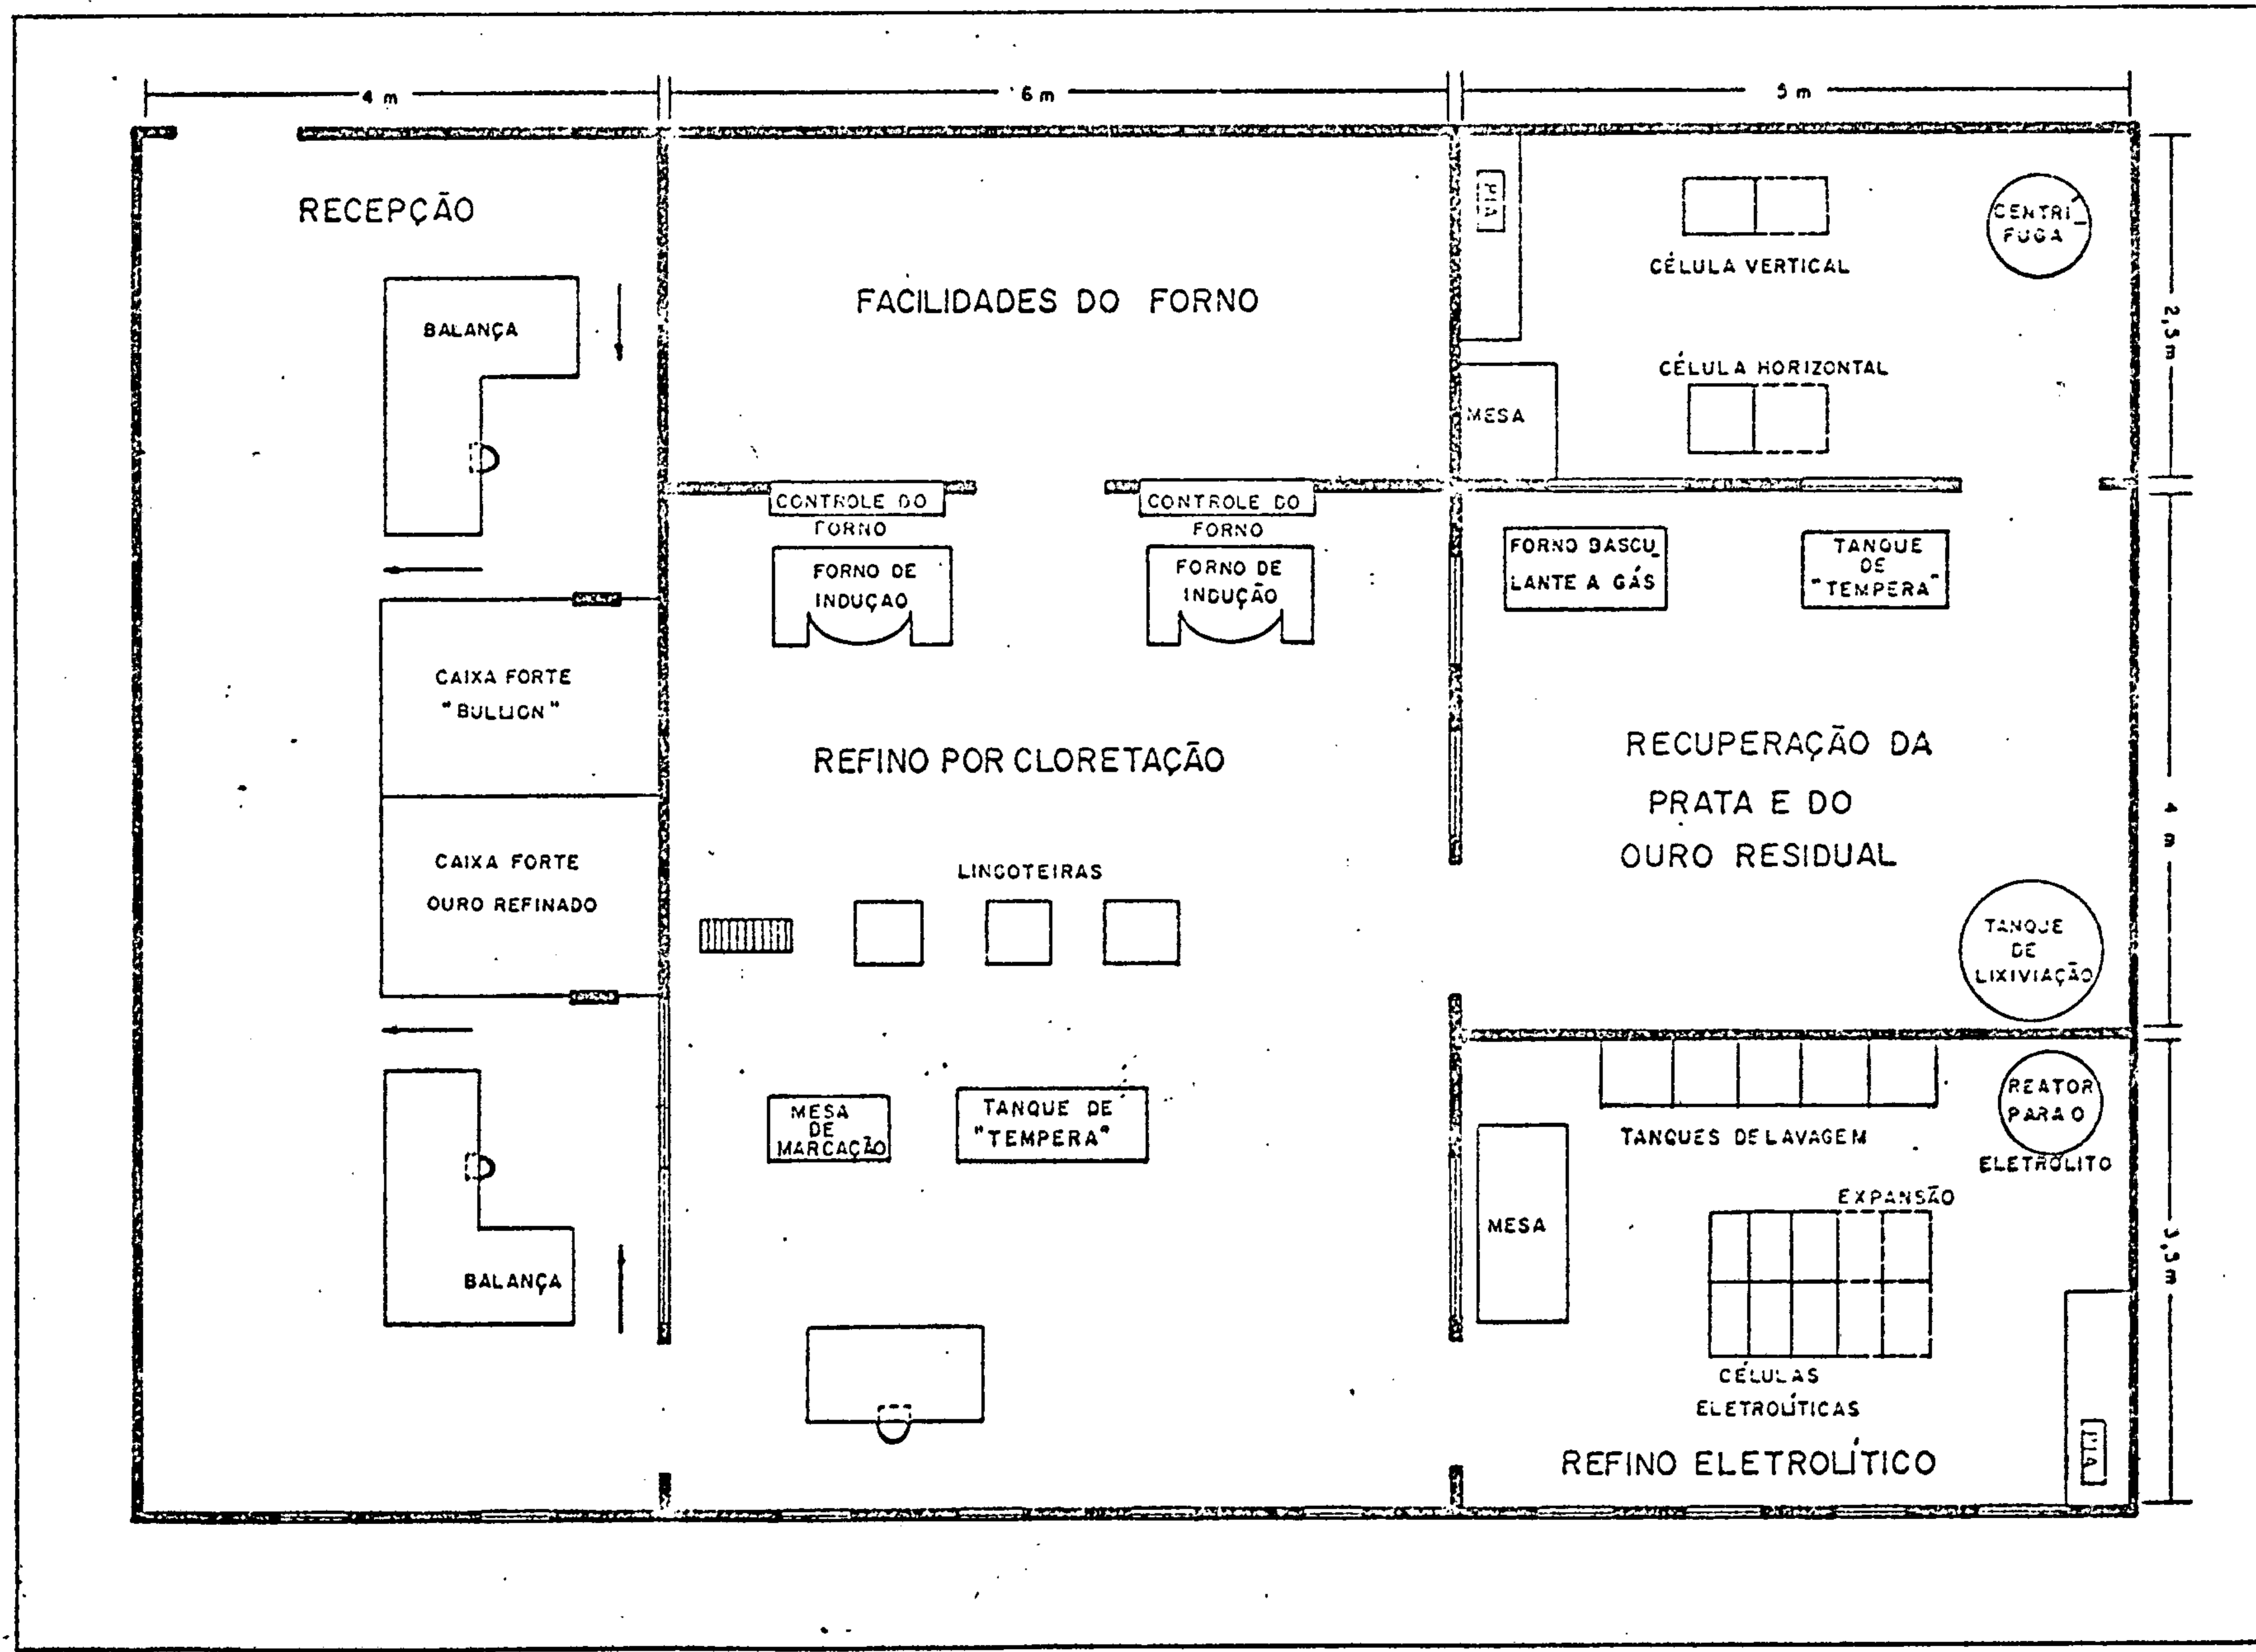 4 m
6 m
5 m
RECEPÇÃO
BALANÇA
CAIXA FORTE
"BULLION"
CAIXA FORTE
OURO REFINADO
BALANÇA
FACILIDADES DO FORNO
CONTROLE DO
FORNO
CONTROLE DO
FORNO
FORNO DE
INDUÇAO
FORNO DE
INDUÇÃO
REFINO POR CLORETAÇÃO
LINGOTEIRAS
MESA
DE
MARCAÇÃO
TANQUE DE
"TEMPERA"
PIA
CÉLULA VERTICAL
CENTRI_
FUGA
CÉLULA HORIZONTAL
MESA
2,5 m
FORNO BASCU_
LANTE A GÁS
TANQUE
DE
"TEMPERA"
RECUPERAÇÃO DA
PRATA E DO
OURO RESIDUAL
4 m
TANQUE
DE
LIXIVIAÇÃO
TANQUES DE LAVAGEM
REATOR
PARA O
ELETRÓLITO
EXPANSÃO
MESA
3,5 m
CÉLULAS
ELETROLÍTICAS
REFINO ELETROLÍTICO
PIA